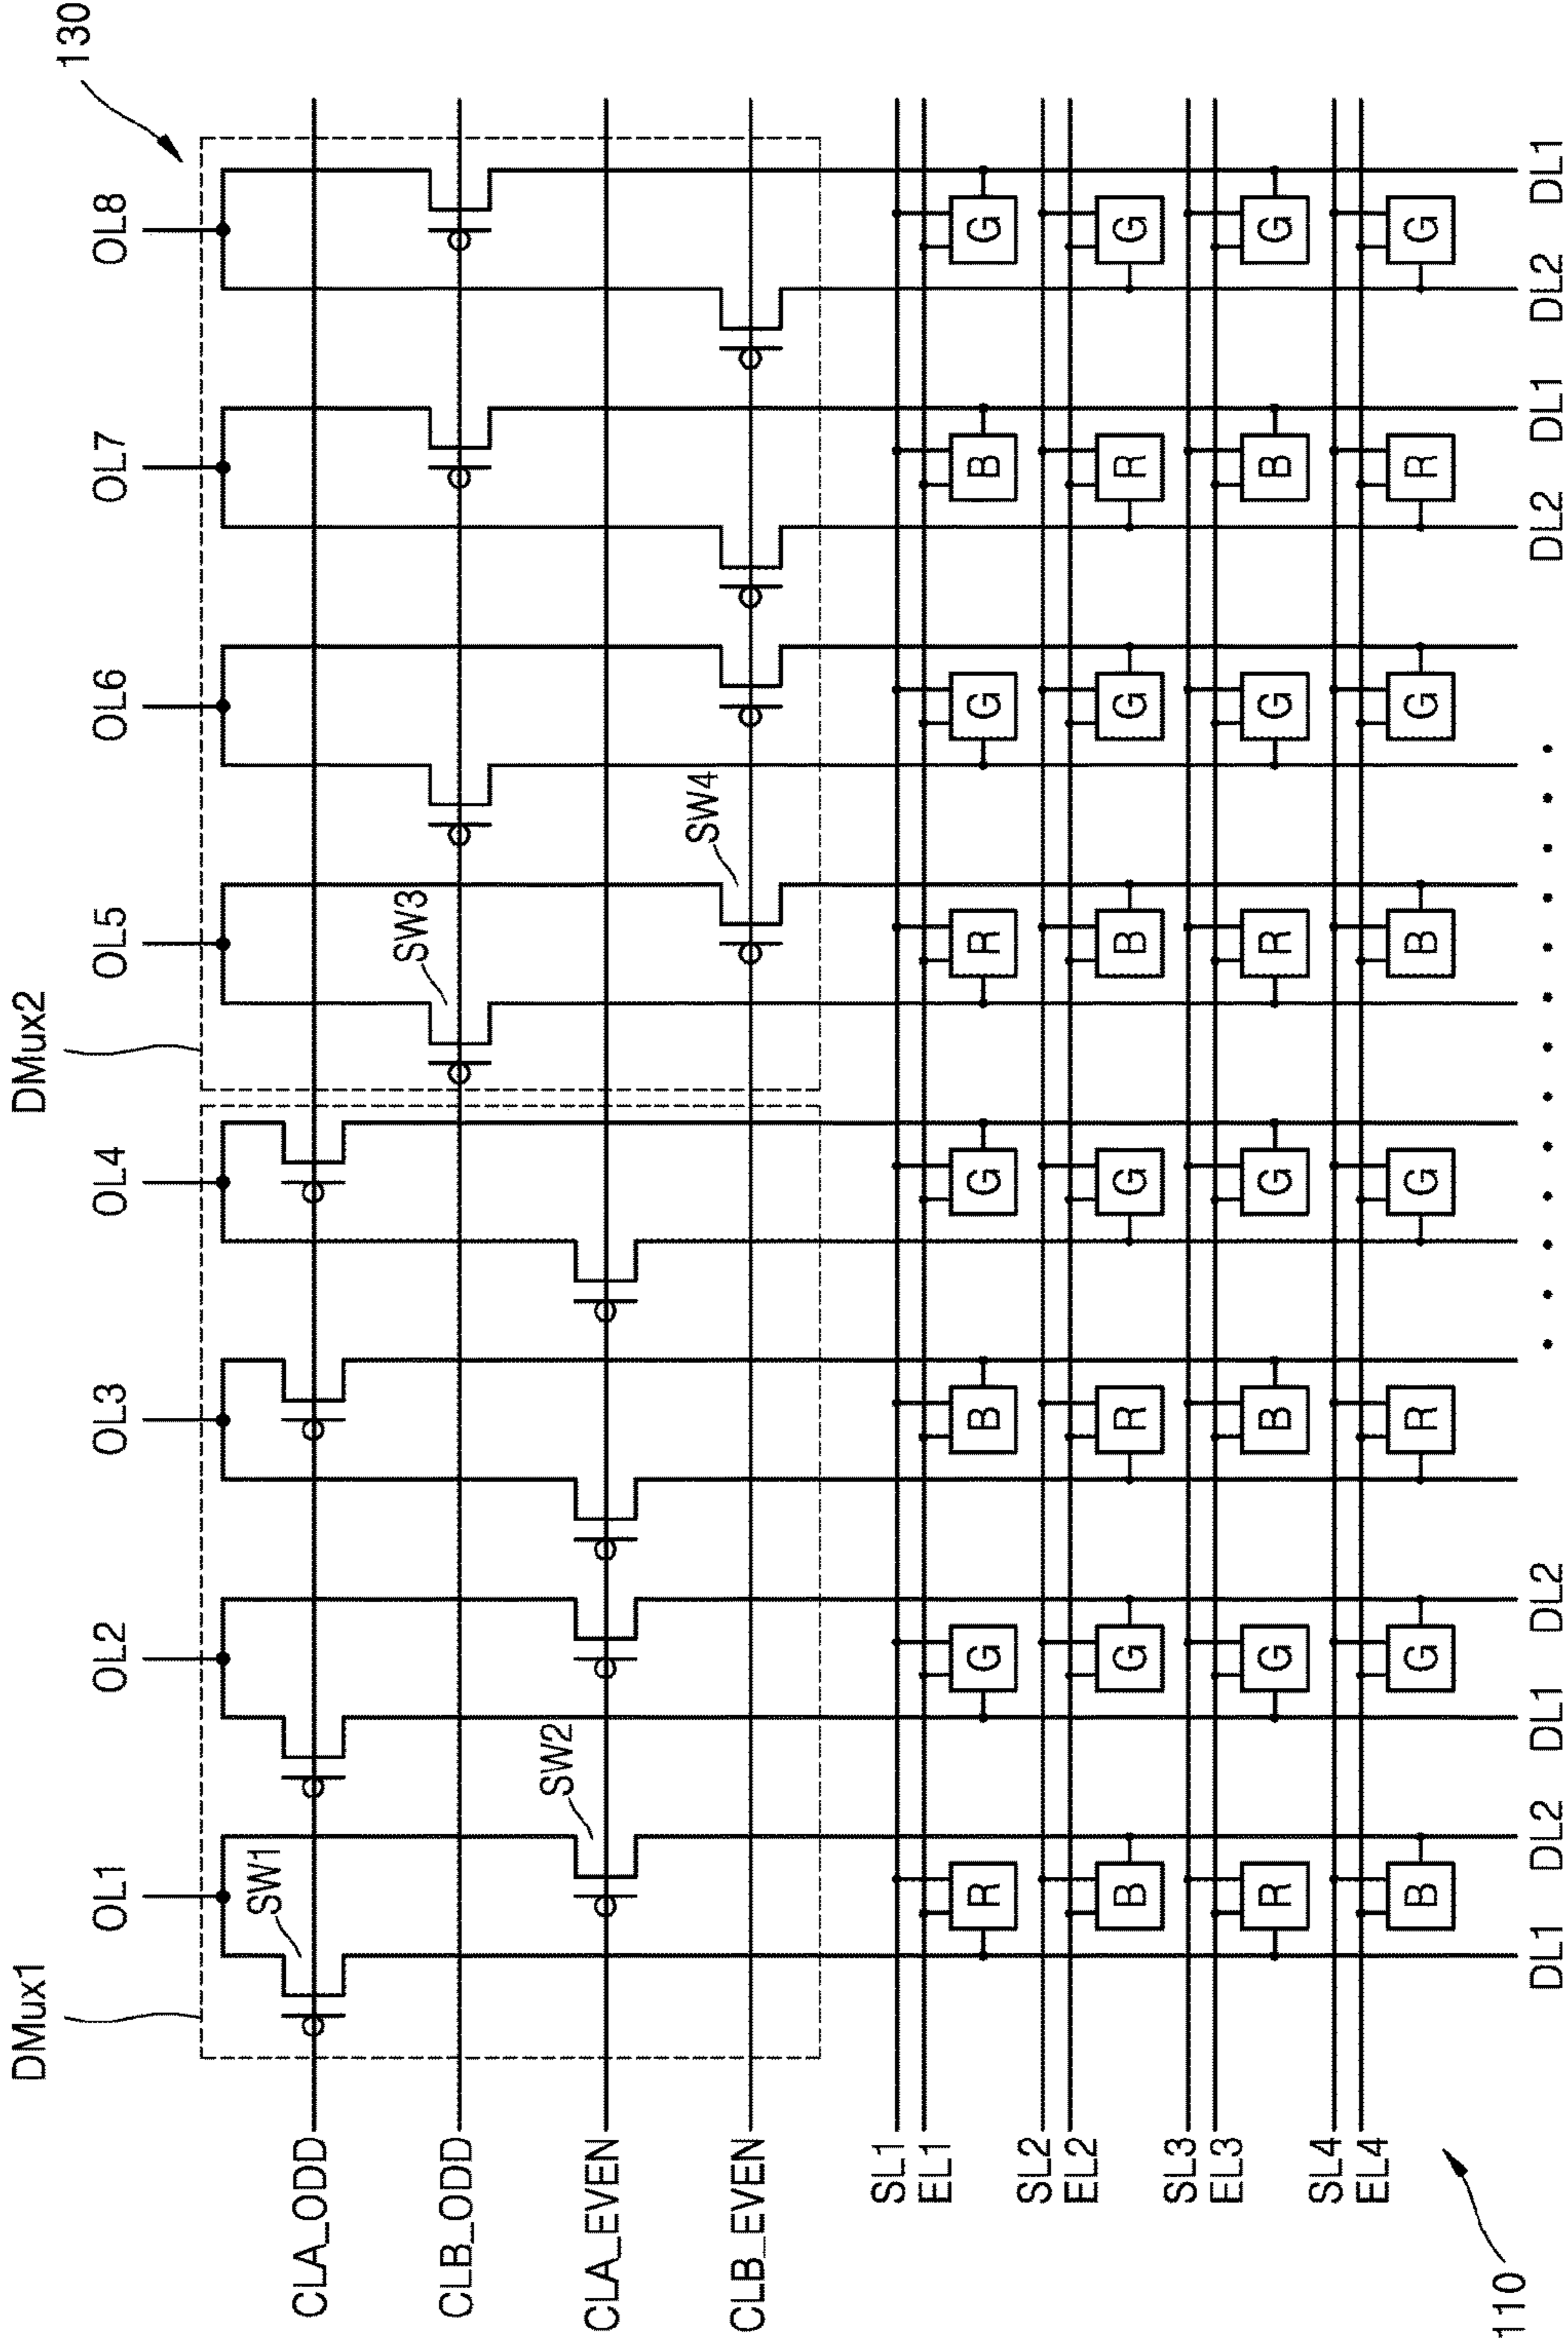 130
DMux1
DMux2
OL1 OL2 OL3 OL4 OL5 OL6 OL7 OL8
SW1
CLA_ODD
SW3
CLB_ODD
SW2
CLA_EVEN
SW4
CLB_EVEN
SL1
EL1
R G B G R G B G
SL2
EL2
B G R G B G R G
SL3
EL3
R G B G R G B G
SL4
EL4
B G R G B G R G
DL1 DL2 DL1 DL2 DL2 DL1 DL2 DL1
110